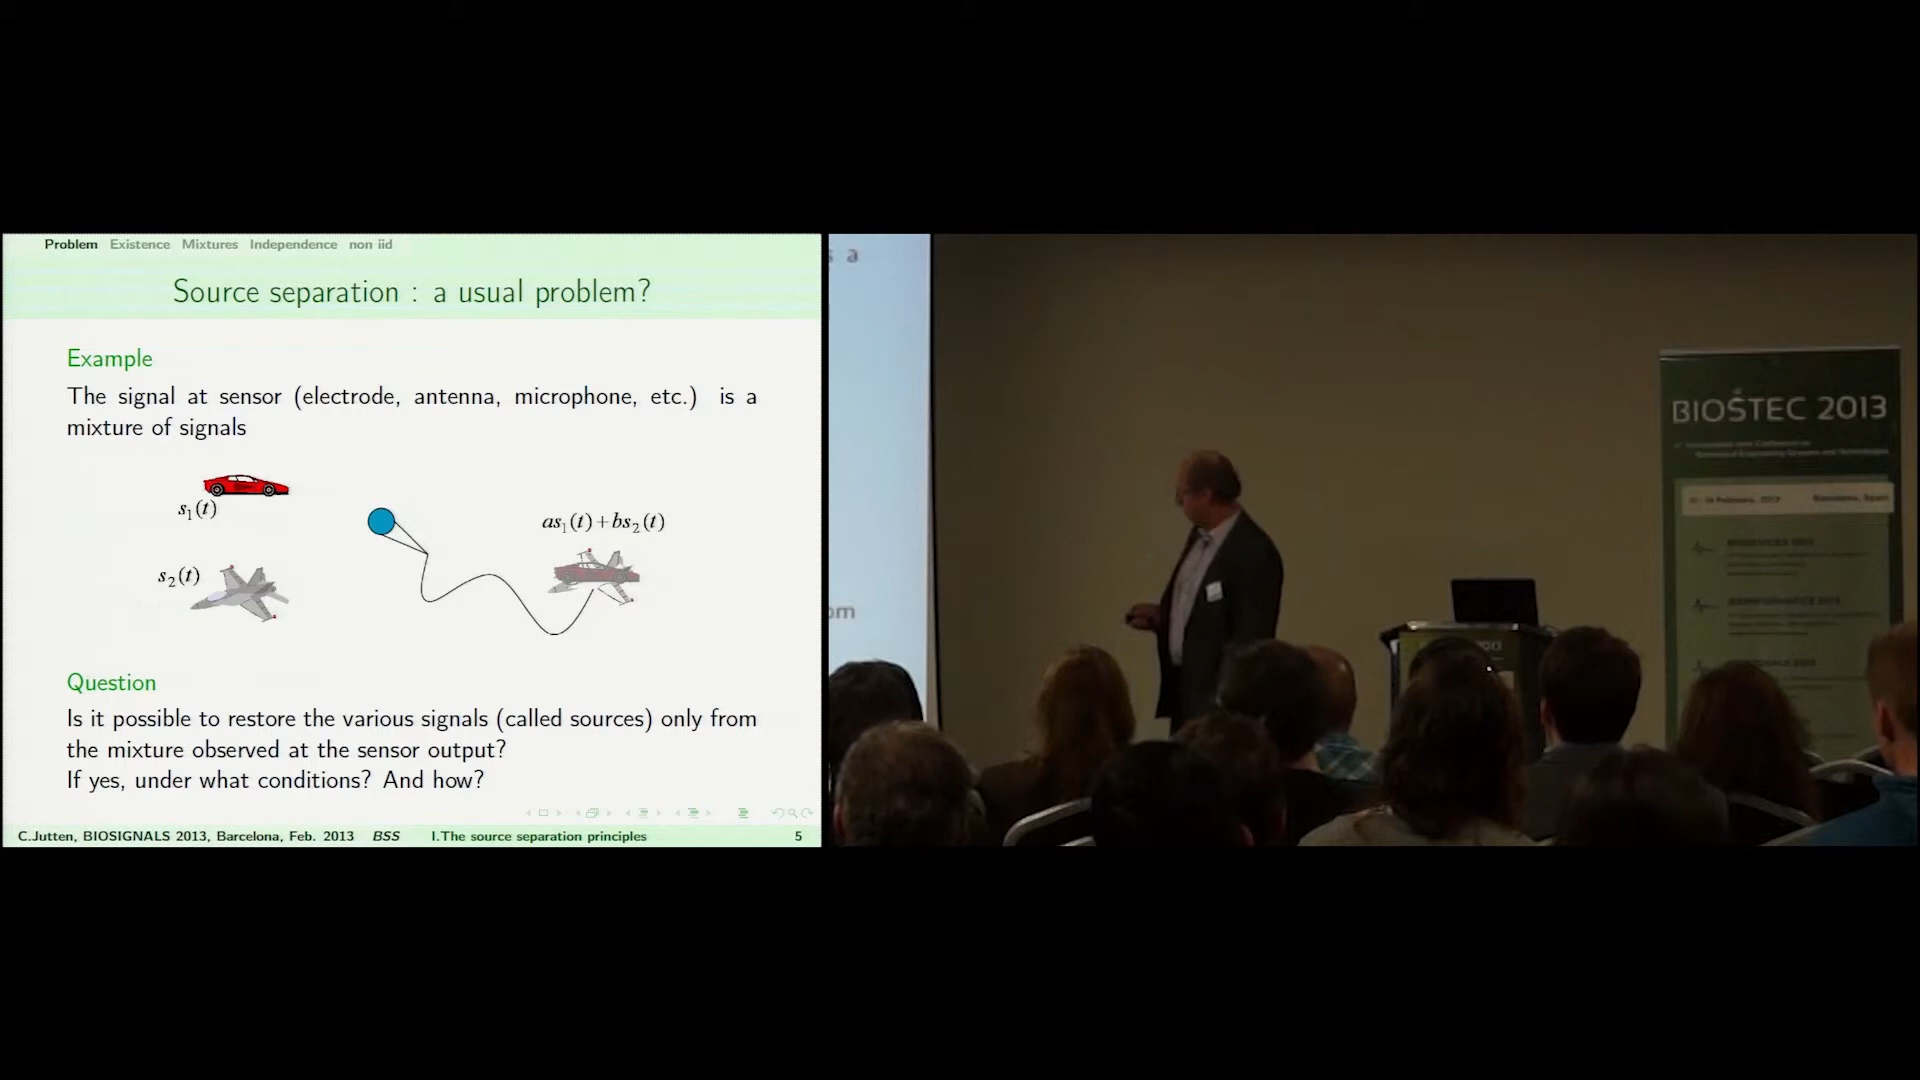 Problem Existence Mixtures Independence non iid
Source separation : a usual problem?
Example
The signal at sensor (electrode, antenna, microphone, etc.) is a
mixture of signals
s₁(t)
s₂(t)
as₁(t)+bs₂(t)
Question
Is it possible to restore the various signals (called sources) only from
the mixture observed at the sensor output?
If yes, under what conditions? And how?
C.Jutten, BIOSIGNALS 2013, Barcelona, Feb. 2013 BSS I.The source separation principles 5
s a
om
BIOSTEC 2013